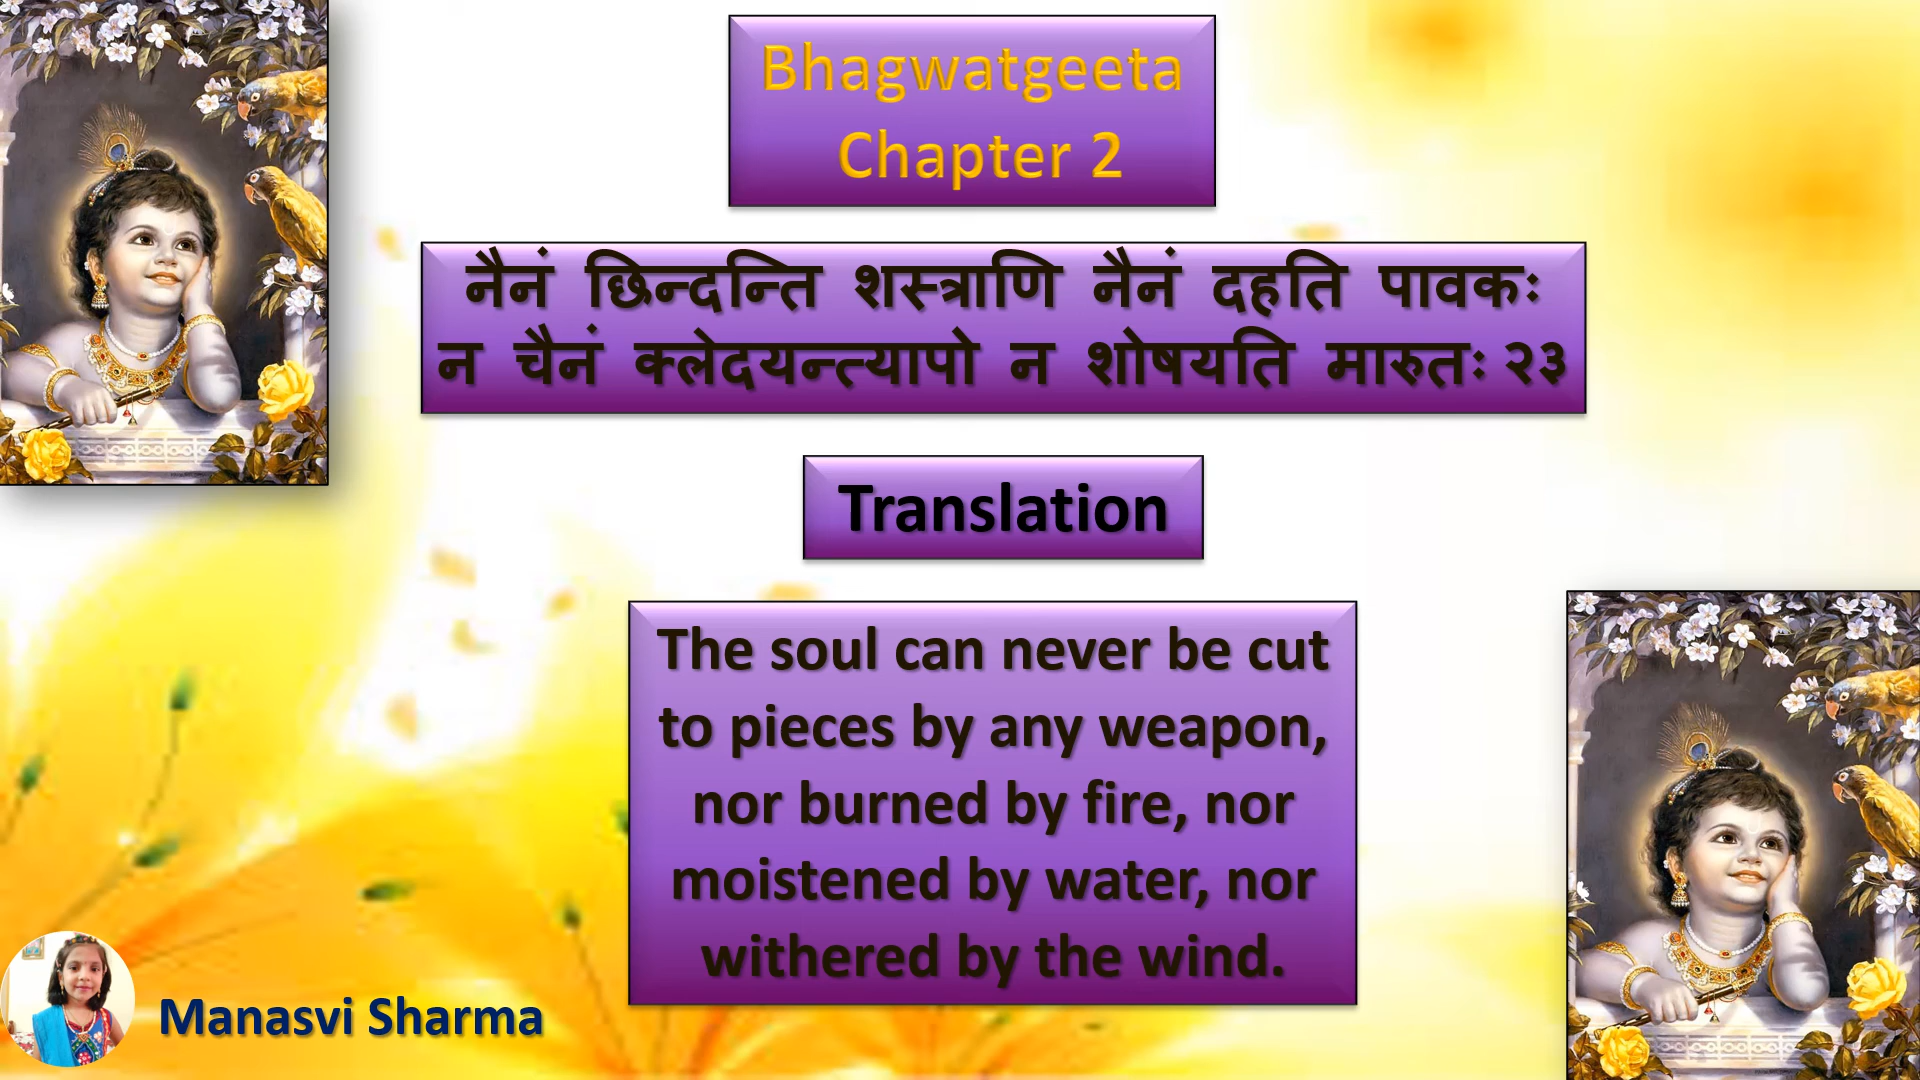 Bhagwatgeeta
Chapter 2
नैनं छिन्दन्ति शस्त्राणि नैनं दहति पावकः
न चैनं क्लेदयन्त्यापो न शोषयति मारुतः २३
Translation
The soul can never be cut
to pieces by any weapon,
nor burned by fire, nor
moistened by water, nor
withered by the wind.
Manasvi Sharma